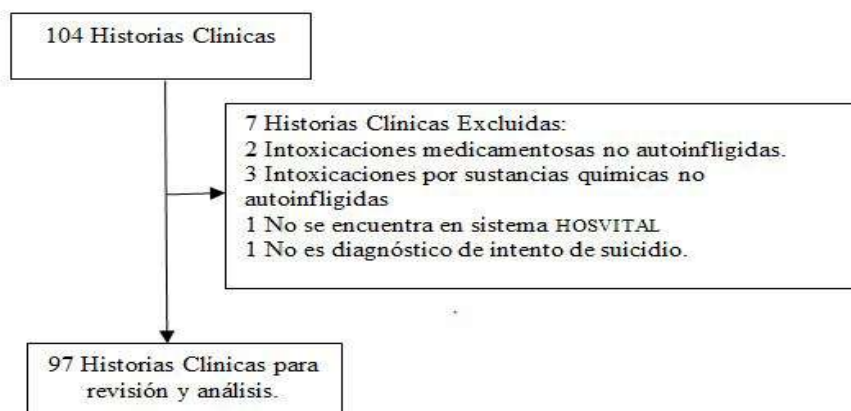 104 Historias Clínicas
7 Historias Clínicas Excluidas:
2 Intoxicaciones medicamentosas no autoinfligidas.
3 Intoxicaciones por sustancias químicas no
autoinfligidas
1 No se encuentra en sistema HOSVITAL
1 No es diagnóstico de intento de suicidio.
97 Historias Clínicas para
revisión y análisis.